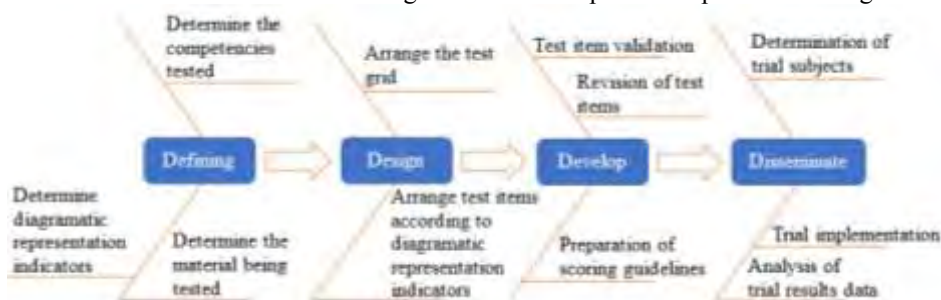 Determine the
competencies
tested
Arrange the test
grid
Test item validation
Revision of test
items
Determination of
trial subjects
Defining
Design
Develop
Disseminate
Determine
diagramatic
representation
indicators
Determine the
material being
tested
Arrange test items
according to
diagramatic
representation
indicators
Preparation of
scoring guidelines
Trial implementation
Analysis of
trial results data